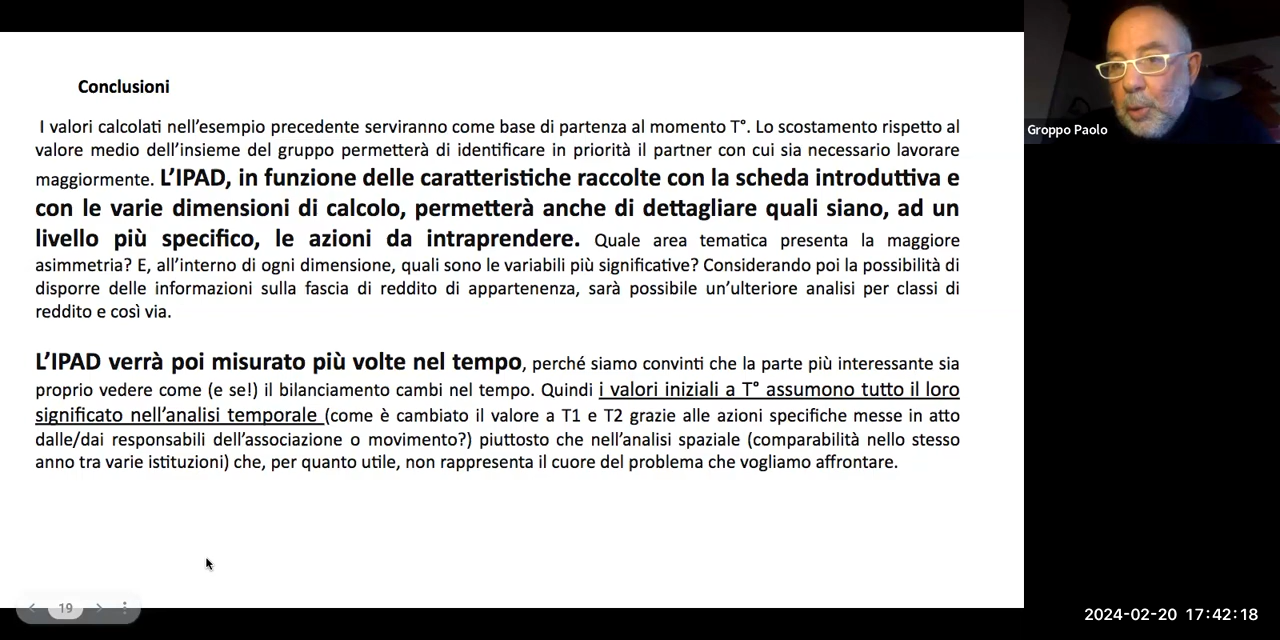 Conclusioni
I valori calcolati nell'esempio precedente serviranno come base di partenza al momento T°. Lo scostamento rispetto al
valore medio dell'insieme del gruppo permetterà di identificare in priorità il partner con cui sia necessario lavorare
maggiormente. L'IPAD, in funzione delle caratteristiche raccolte con la scheda introduttiva e
con le varie dimensioni di calcolo, permetterà anche di dettagliare quali siano, ad un
livello più specifico, le azioni da intraprendere. Quale area tematica presenta la maggiore
asimmetria? E, all'interno di ogni dimensione, quali sono le variabili più significative? Considerando poi la possibilità di
disporre delle informazioni sulla fascia di reddito di appartenenza, sarà possibile un'ulteriore analisi per classi di
reddito e così via.
L'IPAD verrà poi misurato più volte nel tempo, perché siamo convinti che la parte più interessante sia
proprio vedere come (e se!) il bilanciamento cambi nel tempo. Quindi i valori iniziali a T° assumono tutto il loro
significato nell'analisi temporale (come è cambiato il valore a T1 e T2 grazie alle azioni specifiche messe in atto
dalle/dai responsabili dell'associazione o movimento?) piuttosto che nell'analisi spaziale (comparabilità nello stesso
anno tra varie istituzioni) che, per quanto utile, non rappresenta il cuore del problema che vogliamo affrontare.
Groppo Paolo
19
2024-02-20 17:42:18